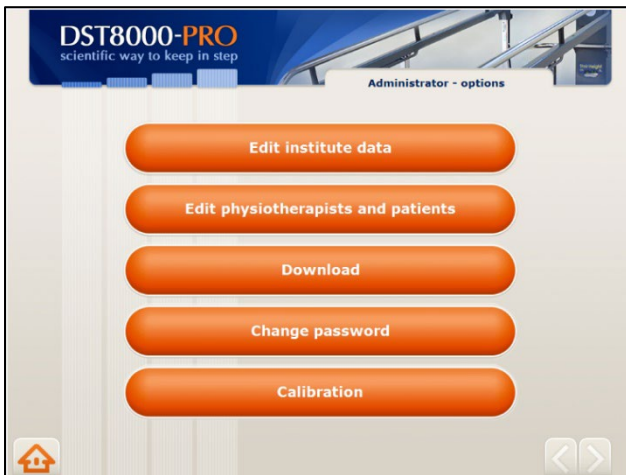 DST8000-PRO
scientific way to keep in step
Administrator - options
Edit institute data
Edit physiotherapists and patients
Download
Change password
Calibration